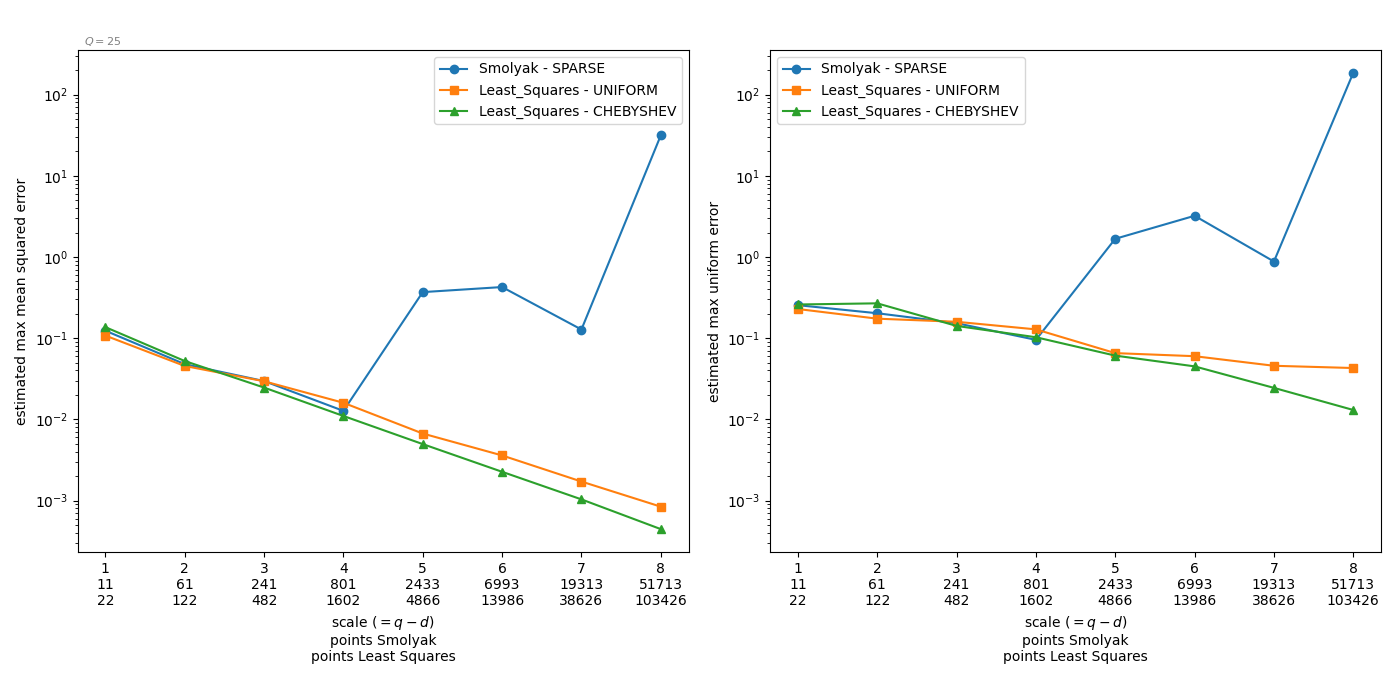 Q = 25
Smolyak - SPARSE
Least_Squares - UNIFORM
Least_Squares - CHEBYSHEV
estimated max mean squared error
10²
10¹
10⁰
10⁻¹
10⁻²
10⁻³
1 2 3 4 5 6 7 8
11 61 241 801 2433 6993 19313 51713
22 122 482 1602 4866 13986 38626 103426
scale (= q − d)
points Smolyak
points Least Squares
Smolyak - SPARSE
Least_Squares - UNIFORM
Least_Squares - CHEBYSHEV
estimated max uniform error
10²
10¹
10⁰
10⁻¹
10⁻²
10⁻³
1 2 3 4 5 6 7 8
11 61 241 801 2433 6993 19313 51713
22 122 482 1602 4866 13986 38626 103426
scale (= q − d)
points Smolyak
points Least Squares